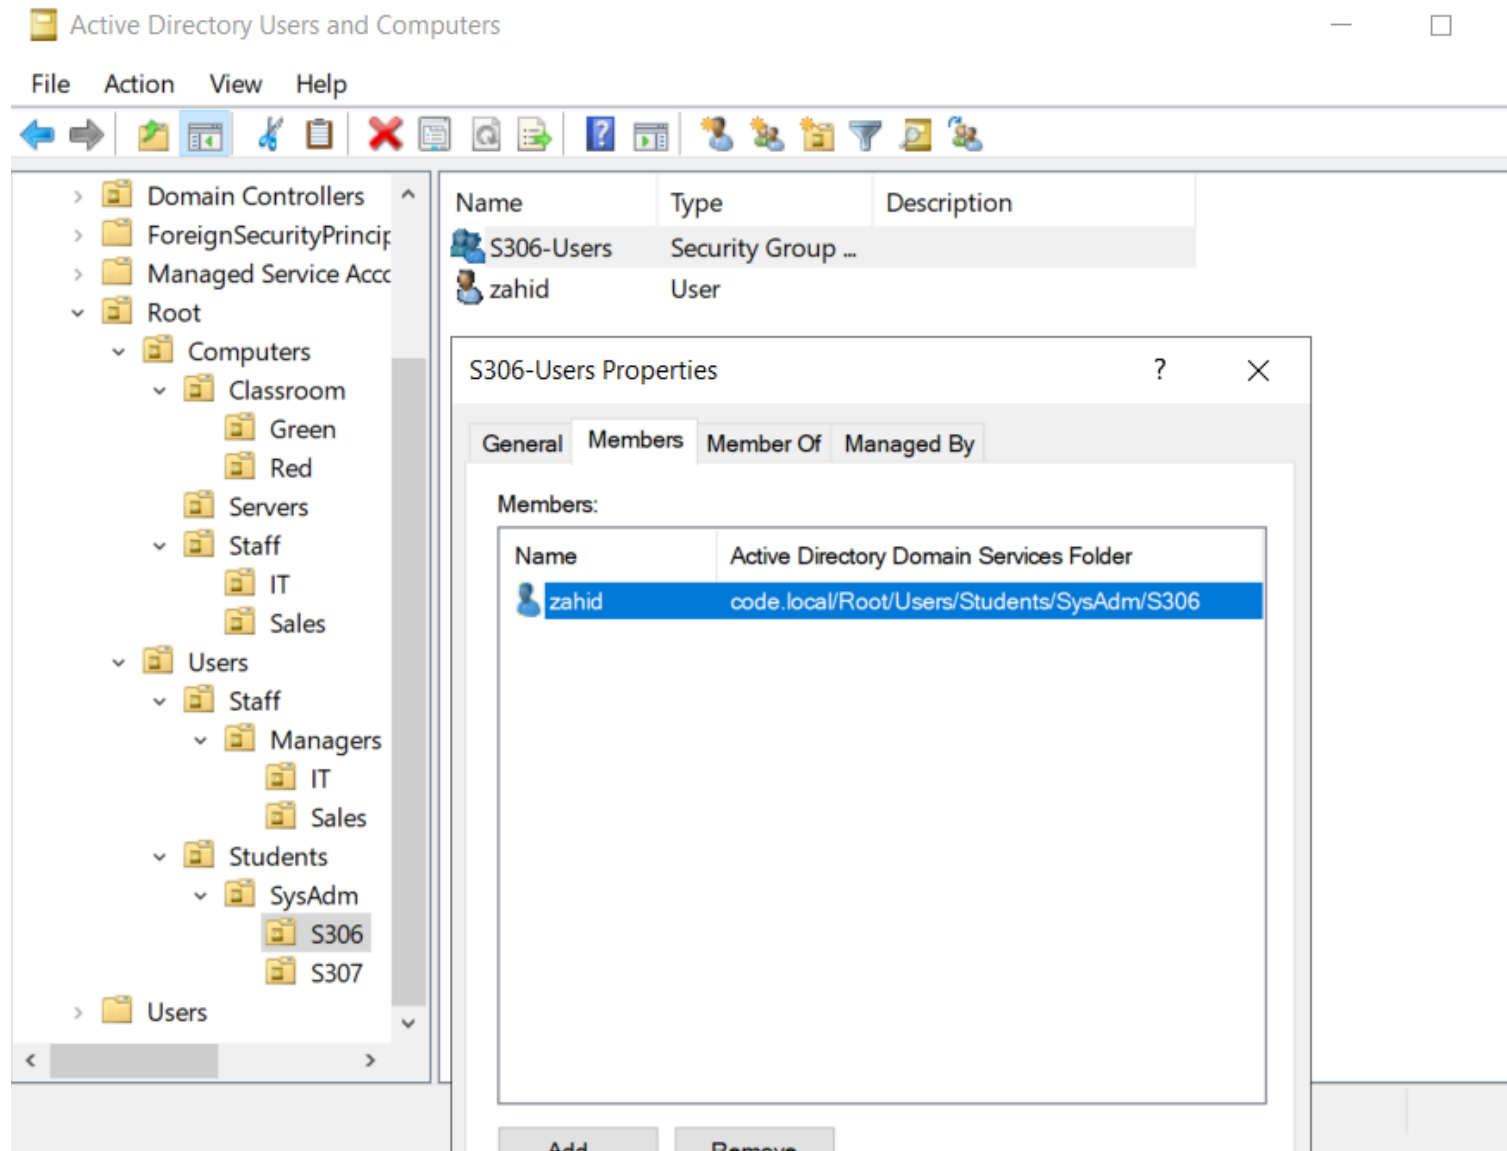 Active Directory Users and Computers
File Action View Help
Domain Controllers
ForeignSecurityPrincip
Managed Service Acco
Root
Computers
Classroom
Green
Red
Servers
Staff
IT
Sales
Users
Staff
Managers
IT
Sales
Students
SysAdm
S306
S307
Users
Name Type Description
S306-Users Security Group ...
zahid User
S306-Users Properties ?
General Members Member Of Managed By
Members:
Name Active Directory Domain Services Folder
zahid code.local/Root/Users/Students/SysAdm/S306
Add... Remove